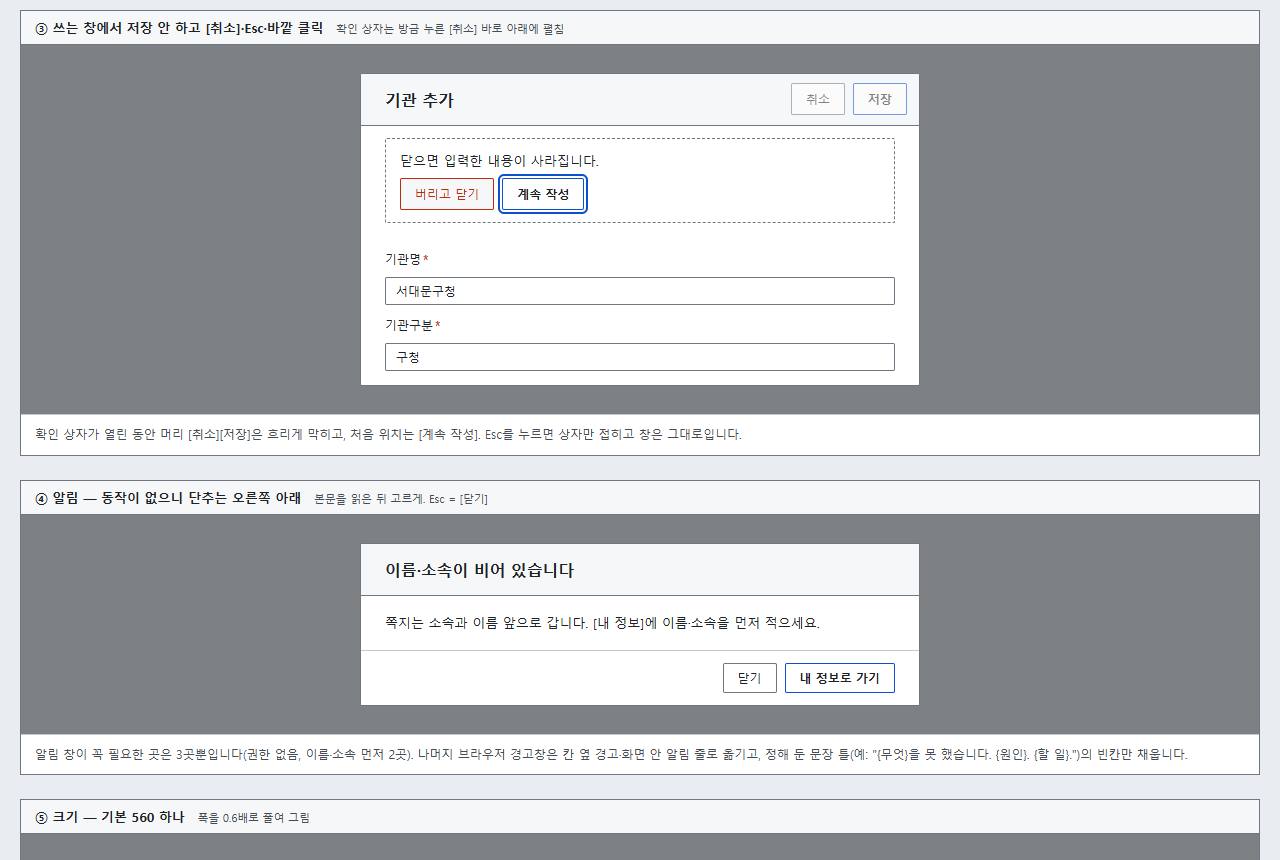 ③ 쓰는 창에서 저장 안 하고 [취소]·Esc·바깥 클릭 확인 상자는 방금 누른 [취소] 바로 아래에 펼침
기관 추가 취소 저장
닫으면 입력한 내용이 사라집니다.
버리고 닫기 계속 작성
기관명*
서대문구청
기관구분*
구청
확인 상자가 열린 동안 머리 [취소][저장]은 흐리게 막히고, 처음 위치는 [계속 작성]. Esc를 누르면 상자만 접히고 창은 그대로입니다.
④ 알림 — 동작이 없으니 단추는 오른쪽 아래 본문을 읽은 뒤 고르게. Esc = [닫기]
이름·소속이 비어 있습니다
쪽지는 소속과 이름 앞으로 갑니다. [내 정보]에 이름·소속을 먼저 적으세요.
닫기 내 정보로 가기
알림 창이 꼭 필요한 곳은 3곳뿐입니다(권한 없음, 이름·소속 먼저 2곳). 나머지 브라우저 경고창은 칸 옆 경고·화면 안 알림 줄로 옮기고, 정해 둔 문장 틀(예: "{무엇}을 못 했습니다. {원인}. {할 일}.")의 빈칸만 채웁니다.
⑤ 크기 — 기본 560 하나 폭을 0.6배로 줄여 그림